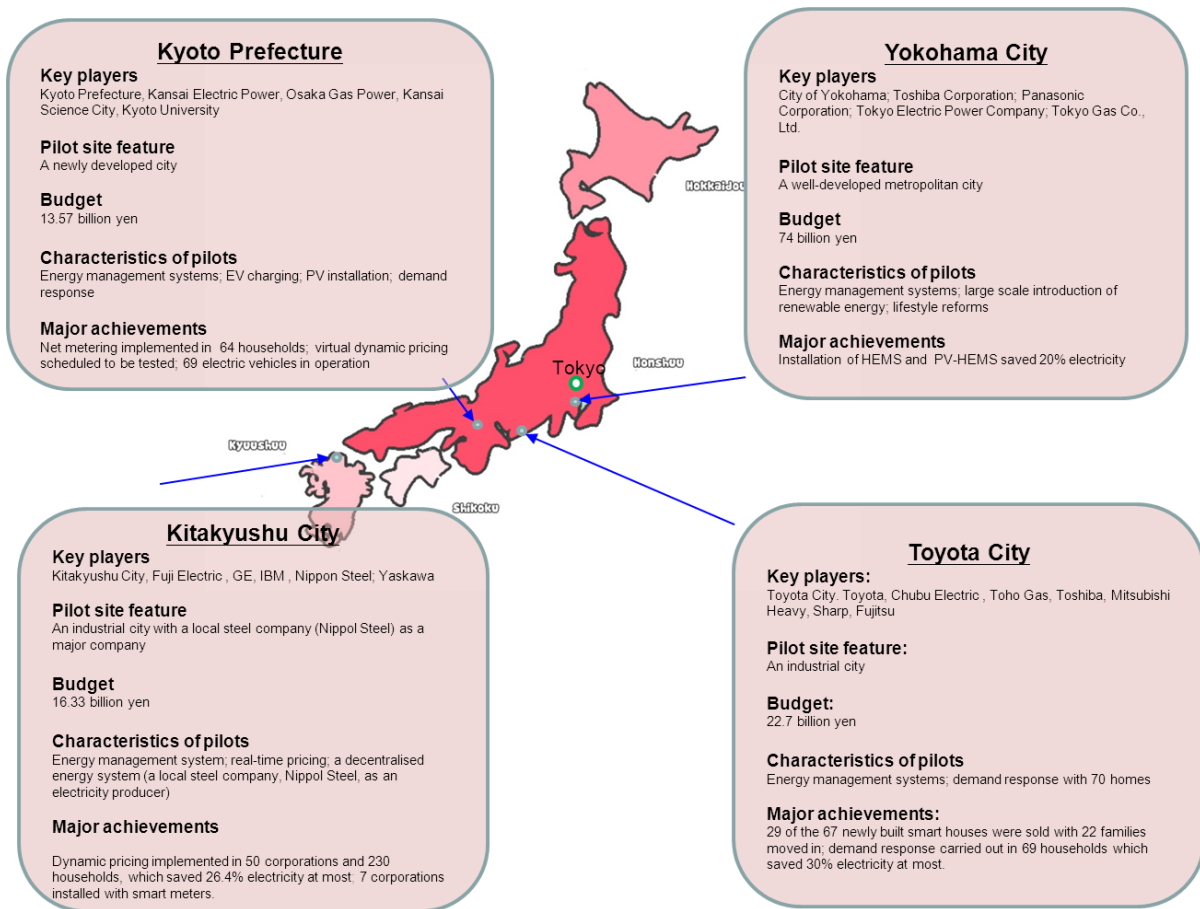 Kyoto Prefecture
Key players
Kyoto Prefecture, Kansai Electric Power, Osaka Gas Power, Kansai
Science City, Kyoto University
Pilot site feature
A newly developed city
Budget
13.57 billion yen
Characteristics of pilots
Energy management systems; EV charging; PV installation; demand
response
Major achievements
Net metering implemented in 64 households; virtual dynamic pricing
scheduled to be tested; 69 electric vehicles in operation
Yokohama City
Key players
City of Yokohama; Toshiba Corporation; Panasonic
Corporation; Tokyo Electric Power Company; Tokyo Gas Co.,
Ltd.
Pilot site feature
A well-developed metropolitan city
Budget
74 billion yen
Characteristics of pilots
Energy management systems; large scale introduction of
renewable energy; lifestyle reforms
Major achievements
Installation of HEMS and PV-HEMS saved 20% electricity
Hokkaidou
Honshuu
Tokyo
Kyuushuu
Shikoku
Kitakyushu City
Key players
Kitakyushu City, Fuji Electric , GE, IBM , Nippon Steel; Yaskawa
Pilot site feature
An industrial city with a local steel company (Nippol Steel) as a
major company
Budget
16.33 billion yen
Characteristics of pilots
Energy management system; real-time pricing; a decentralised
energy system (a local steel company, Nippol Steel, as an
electricity producer)
Major achievements
Dynamic pricing implemented in 50 corporations and 230
households, which saved 26.4% electricity at most; 7 corporations
installed with smart meters.
Toyota City
Key players:
Toyota City. Toyota, Chubu Electric , Toho Gas, Toshiba, Mitsubishi
Heavy, Sharp, Fujitsu
Pilot site feature:
An industrial city
Budget:
22.7 billion yen
Characteristics of pilots
Energy management systems; demand response with 70 homes
Major achievements:
29 of the 67 newly built smart houses were sold with 22 families
moved in; demand response carried out in 69 households which
saved 30% electricity at most.